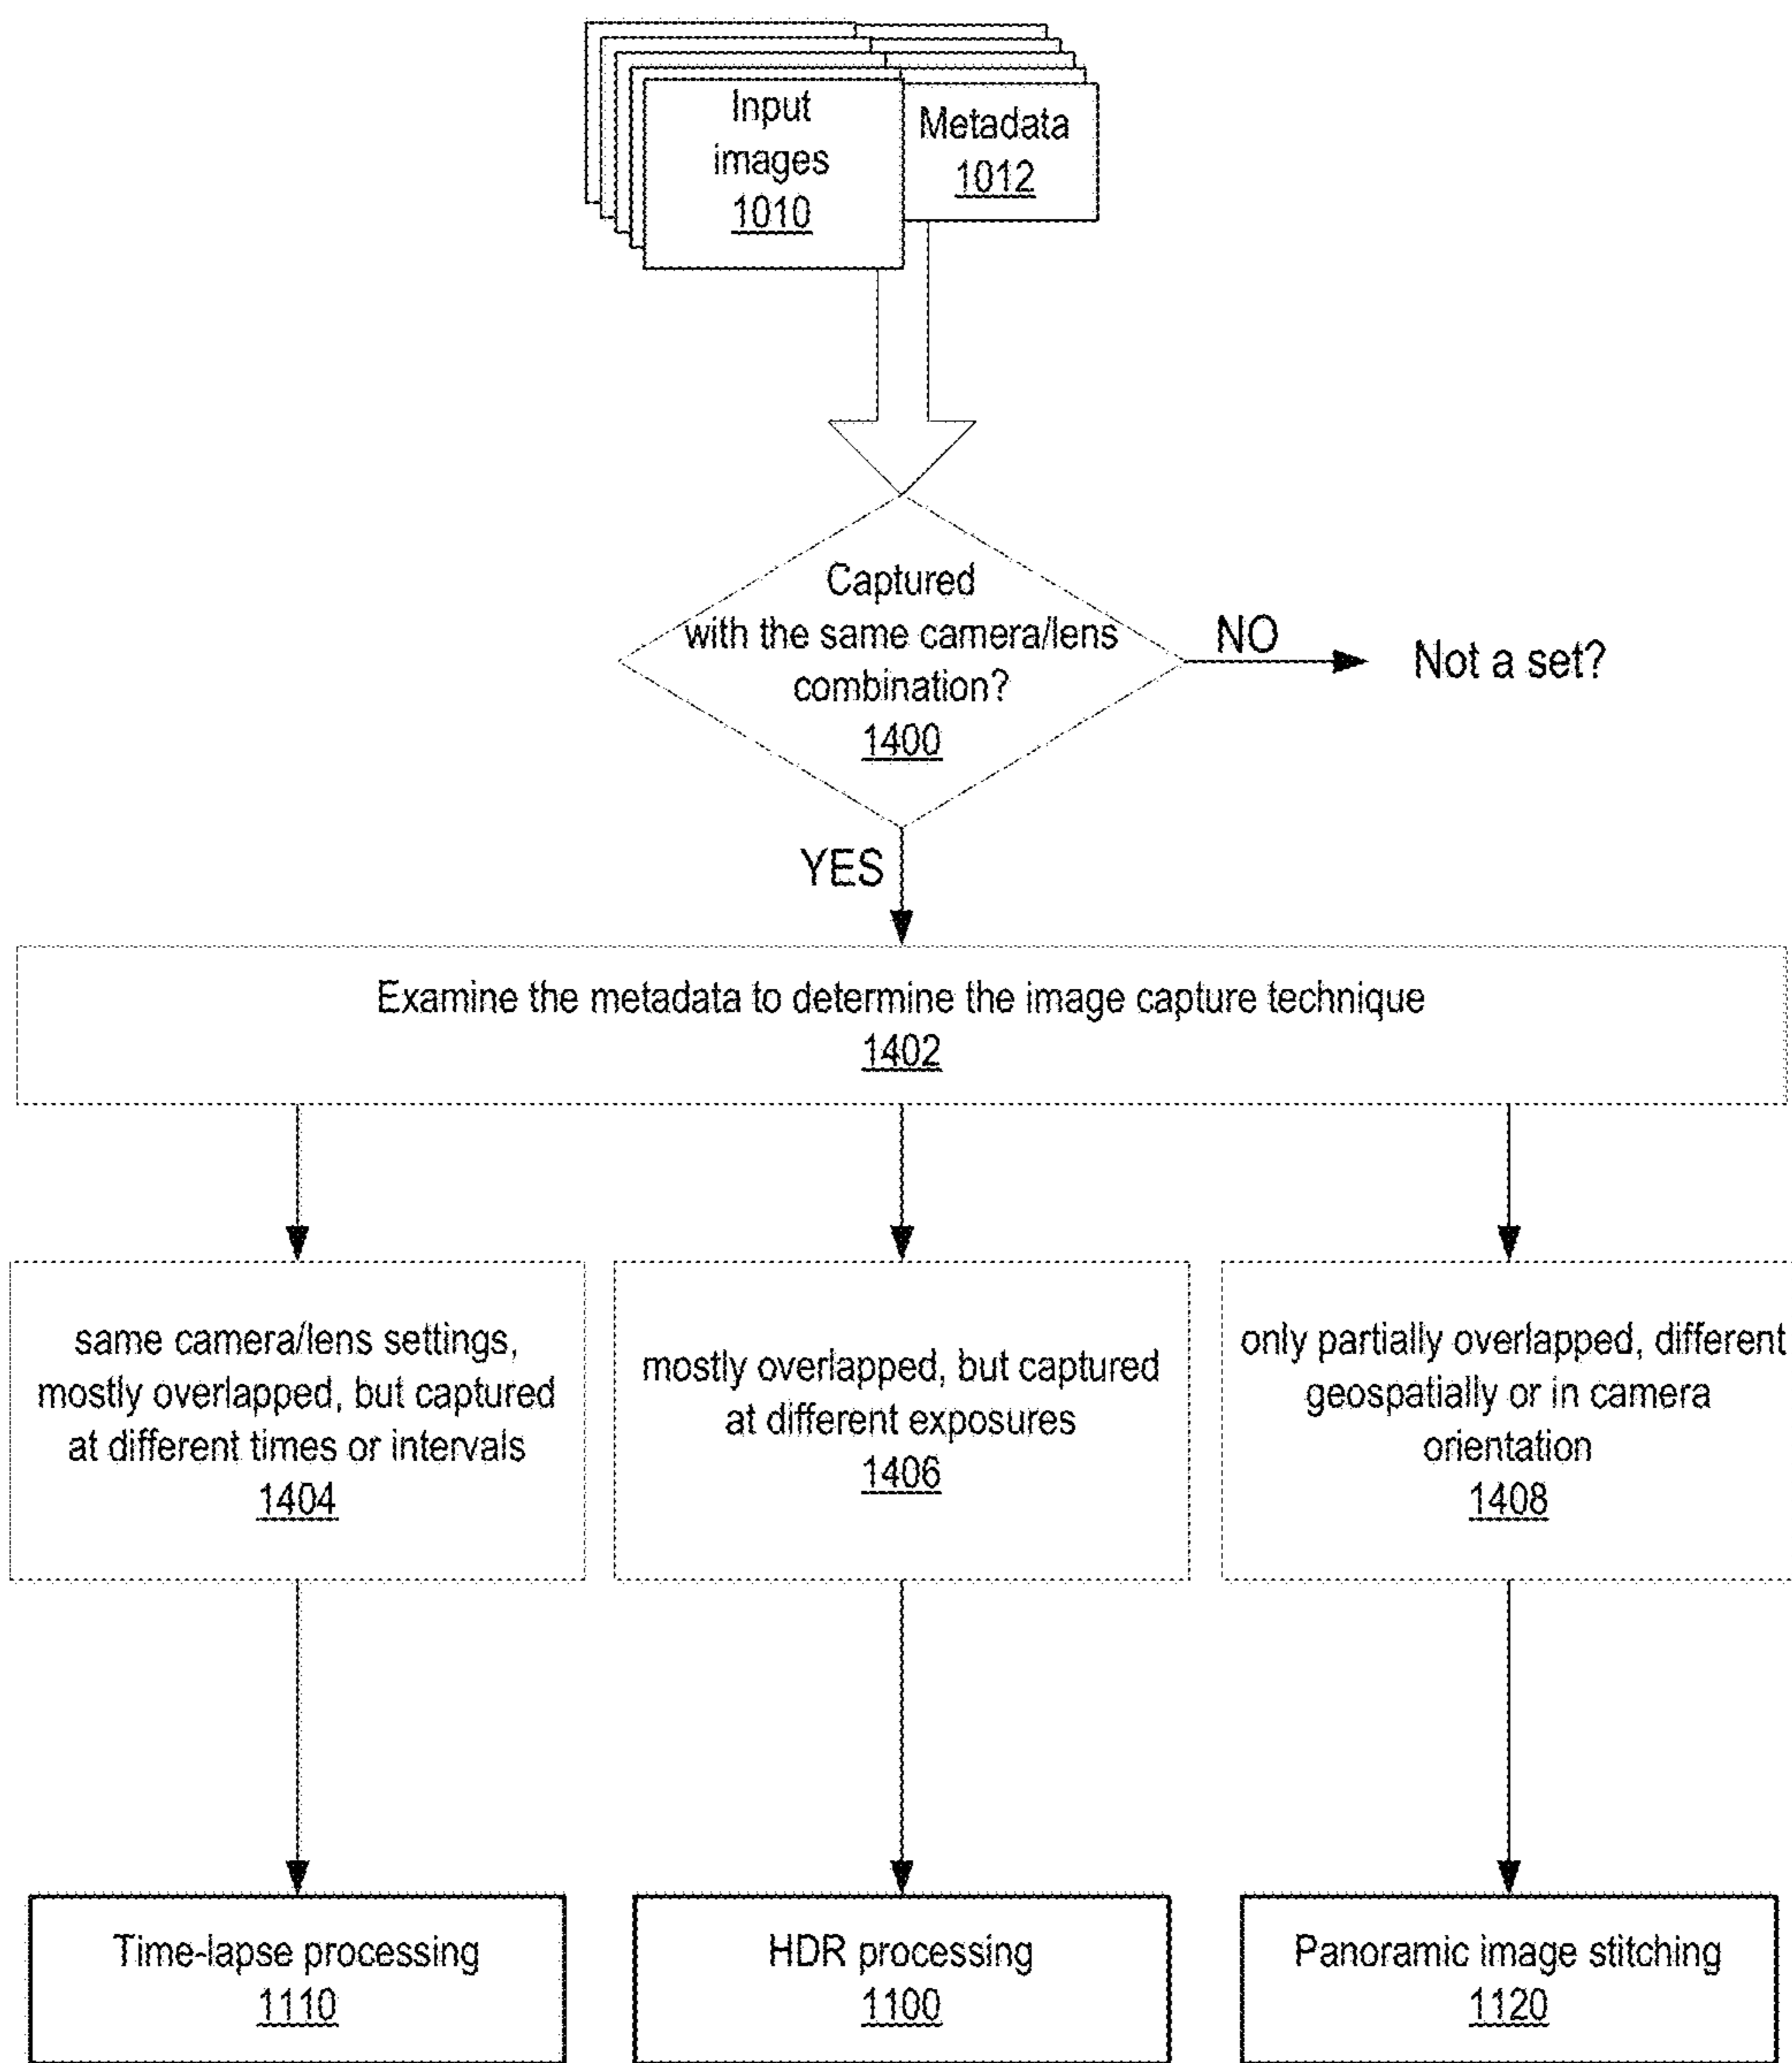 Input
images
1010
Metadata
1012
Captured
with the same camera/lens
combination?
1400
NO
Not a set?
YES
Examine the metadata to determine the image capture technique
1402
same camera/lens settings,
mostly overlapped, but captured
at different times or intervals
1404
mostly overlapped, but captured
at different exposures
1406
only partially overlapped, different
geospatially or in camera
orientation
1408
Time-lapse processing
1110
HDR processing
1100
Panoramic image stitching
1120